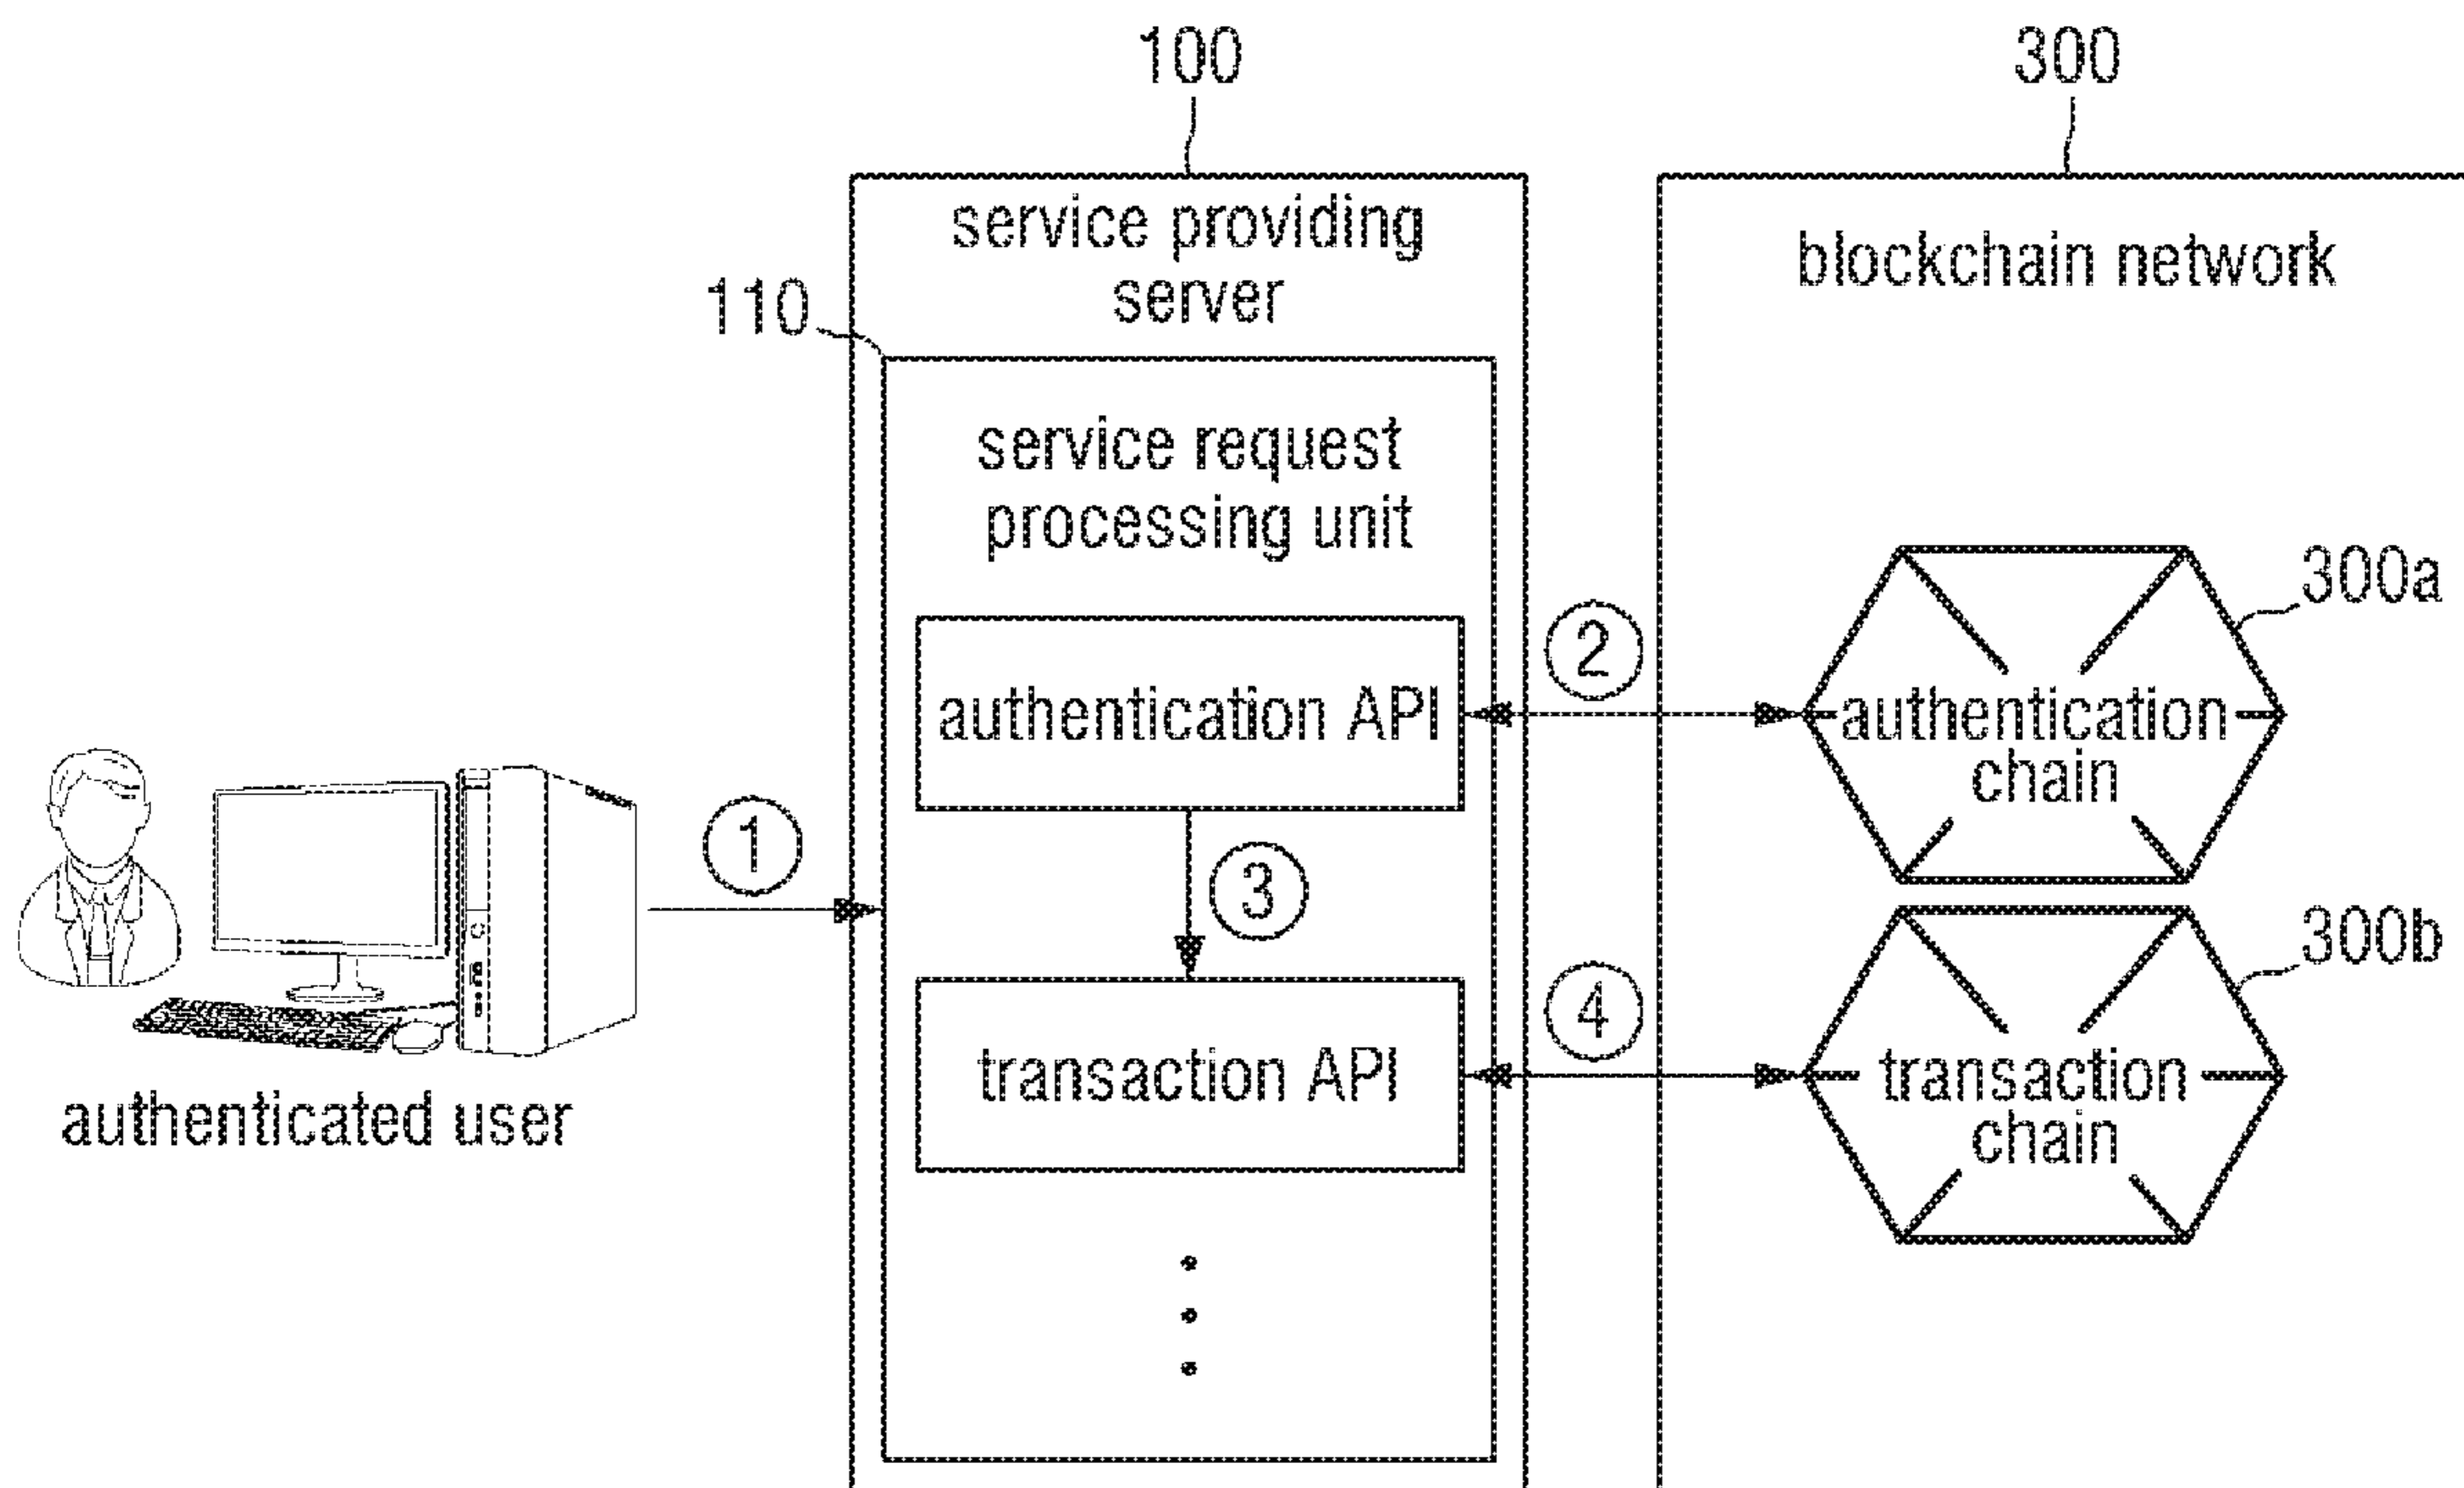 100
300
service providing
server
blockchain network
110
service request
processing unit
300a
authentication API
2
authentication
chain
1
3
300b
transaction API
4
transaction
chain
authenticated user